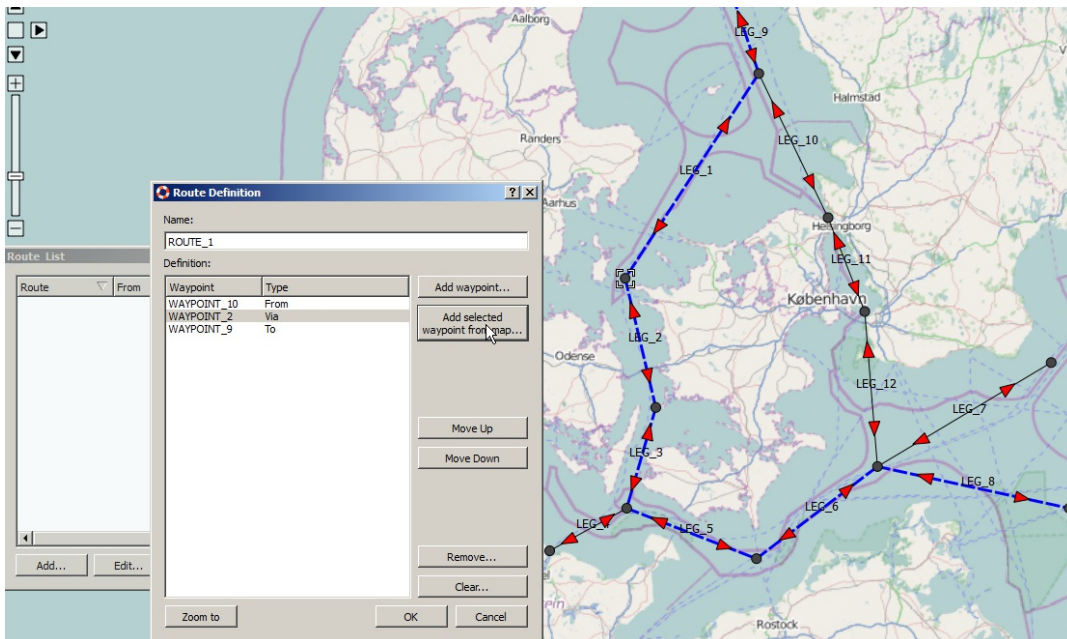 Aalborg
LEG_9
Halmstad
LEG_10
Randers
LEG_1
Route Definition
Name:
Aarhus
ROUTE_1
Helsingborg
Route List
Definition:
LEG_11
Route From
Waypoint Type
Add waypoint...
WAYPOINT_10 From
WAYPOINT_2 Via
WAYPOINT_9 To
Add selected
waypoint from map...
København
LEG_2
Odense
LEG_12
LEG_7
Move Up
Move Down
LEG_3
LEG_8
LEG_6
LEG_4
LEG_5
Remove...
Add...
Edit...
Clear...
Zoom to
OK
Cancel
Rostock